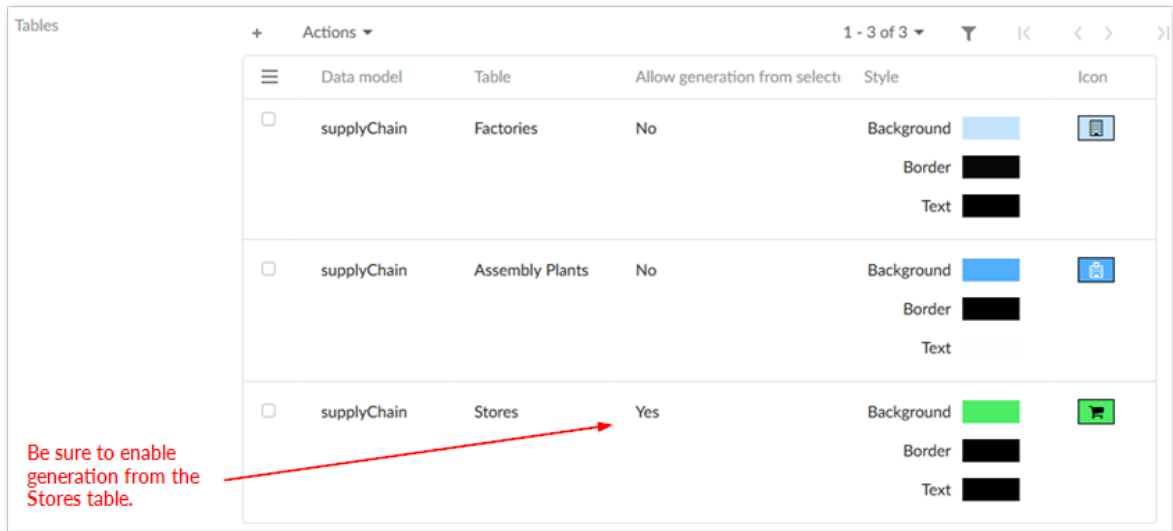 Tables
+ Actions 1 - 3 of 3
Data model Table Allow generation from selecte Style Icon
supplyChain Factories No Background
Border
Text
supplyChain Assembly Plants No Background
Border
Text
supplyChain Stores Yes Background
Border
Text
Be sure to enable
generation from the
Stores table.